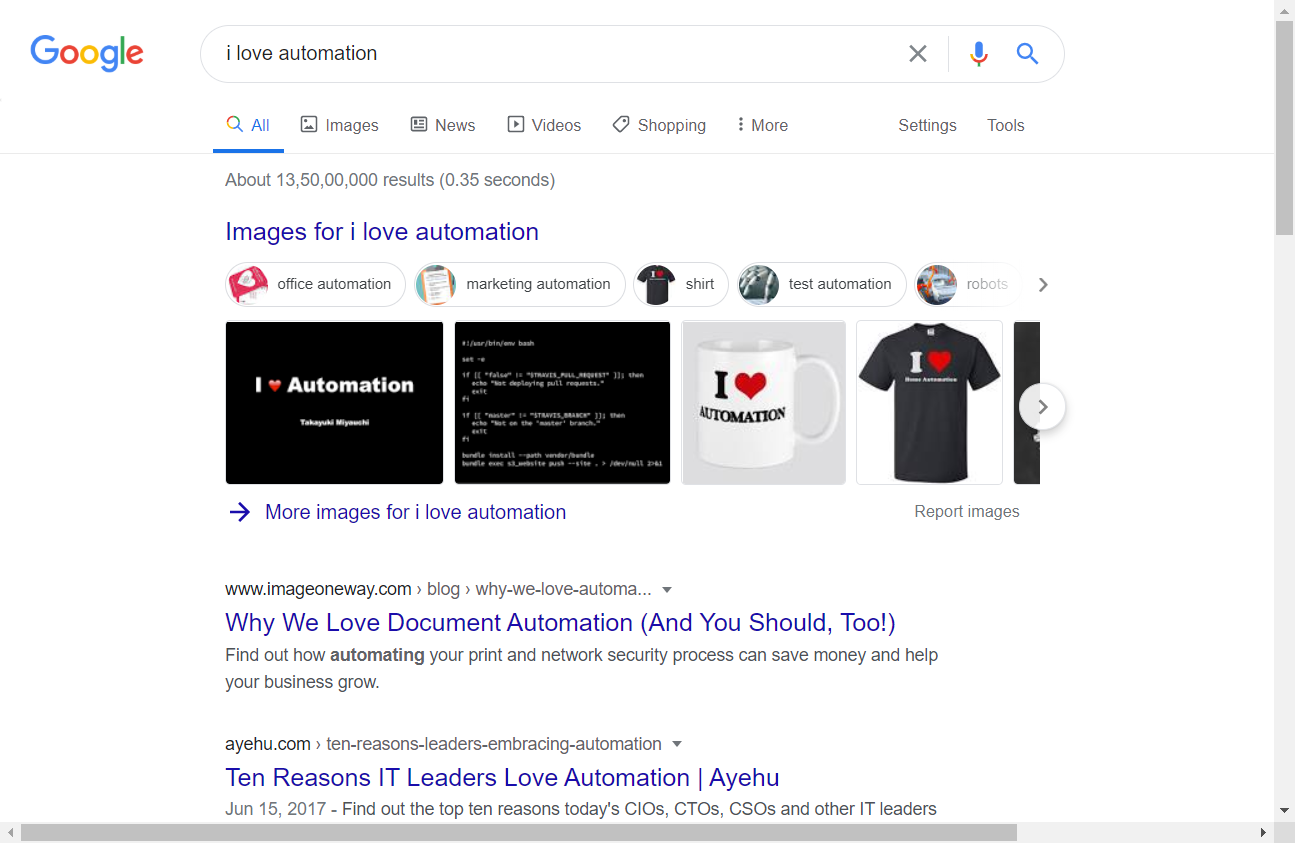 Google
i love automation
All Images News Videos Shopping More Settings Tools
About 13,50,00,000 results (0.35 seconds)
Images for i love automation
office automation marketing automation shirt test automation robots
I ❤ Automation
Takayuki Miyauchi
#!/usr/bin/env bash
set -e
if [[ "false" != "$TRAVIS_PULL_REQUEST" ]]; then
echo "Not deploying pull requests."
exit
fi
if [[ "master" != "$TRAVIS_BRANCH" ]]; then
echo "Not on the 'master' branch."
exit
fi
bundle install --path vendor/bundle
bundle exec s3_website push --site . > /dev/null 2>&1
I ❤
AUTOMATION
I ❤
Home Automation
More images for i love automation
Report images
www.imageoneway.com › blog › why-we-love-automa...
Why We Love Document Automation (And You Should, Too!)
Find out how automating your print and network security process can save money and help
your business grow.
ayehu.com › ten-reasons-leaders-embracing-automation
Ten Reasons IT Leaders Love Automation | Ayehu
Jun 15, 2017 - Find out the top ten reasons today's CIOs, CTOs, CSOs and other IT leaders